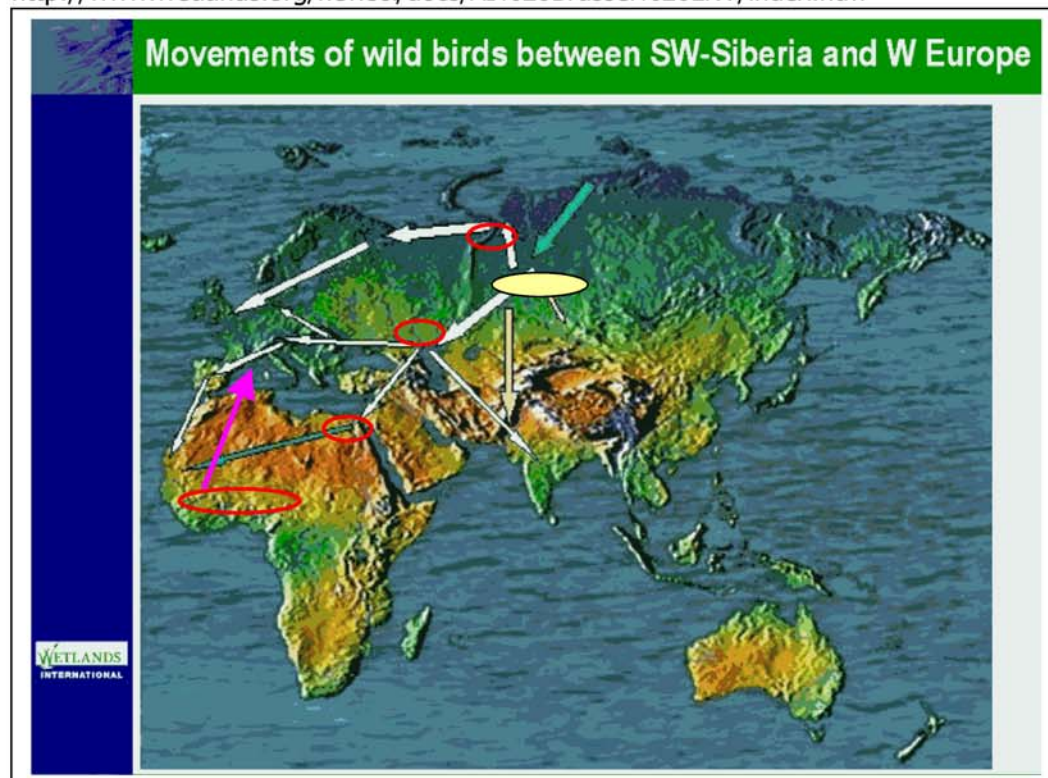 Movements of wild birds between SW-Siberia and W Europe
WETLANDS
INTERNATIONAL